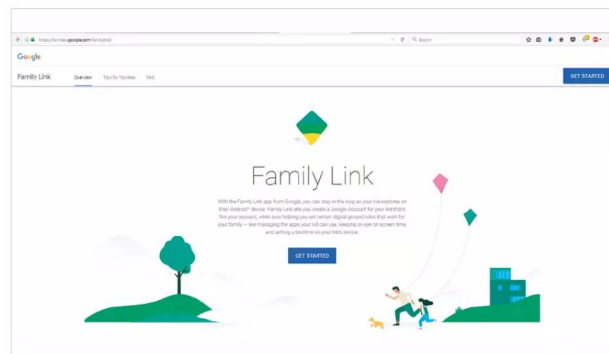 https://families.google.com/familylink/
Search
Google
Family Link Overview Tips for Families FAQ GET STARTED
Family Link
With the Family Link app from Google, you can stay in the loop as your kid explores on
their Android* device. Family Link lets you create a Google Account for your kid that's
like your account, while also helping you set certain digital ground rules that work for
your family — like managing the apps your kid can use, keeping an eye on screen time,
and setting a bedtime on your kid's device.
GET STARTED